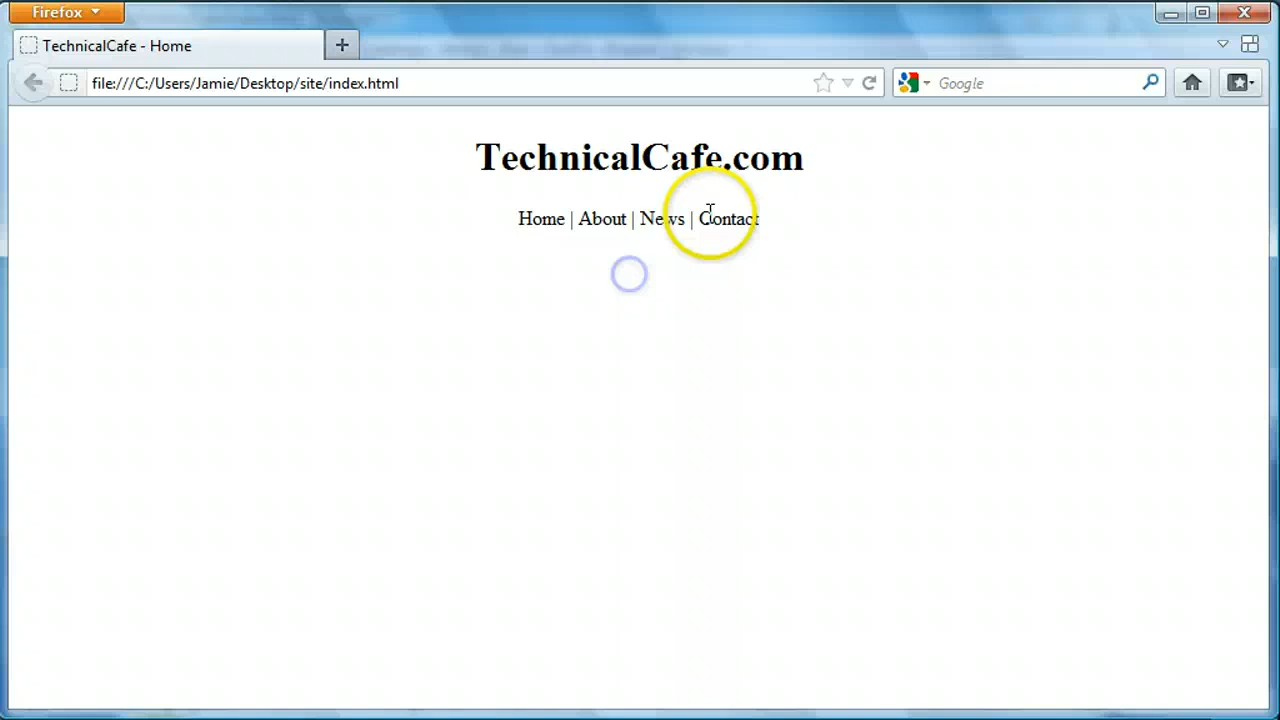 Firefox
TechnicalCafe - Home
file:///C:/Users/Jamie/Desktop/site/index.html
Google
TechnicalCafe.com
Home | About | News | Contact